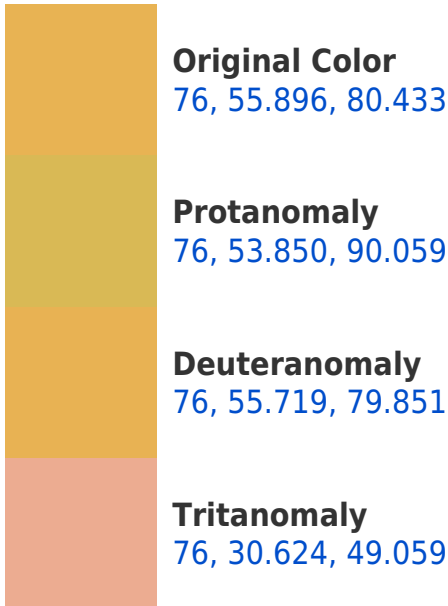 Original Color
76, 55.896, 80.433
Protanomaly
76, 53.850, 90.059
Deuteranomaly
76, 55.719, 79.851
Tritanomaly
76, 30.624, 49.059